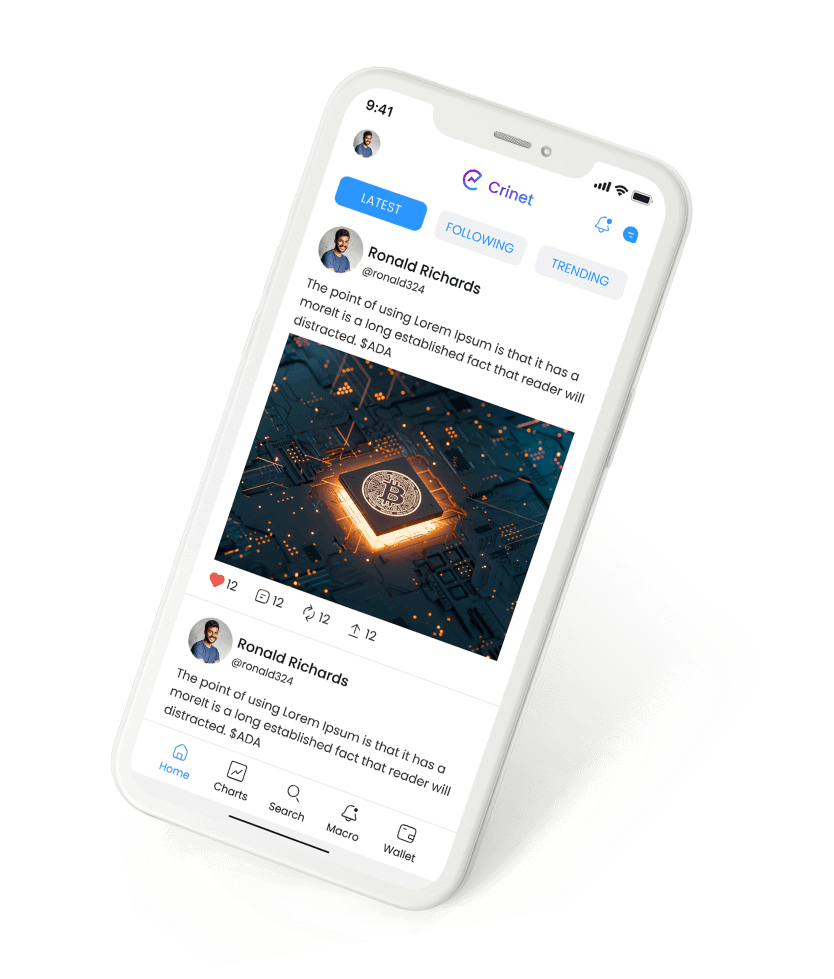 9:41
Crinet
LATEST
FOLLOWING
TRENDING
Ronald Richards
@ronald324
The point of using Lorem Ipsum is that it has a
moreIt is a long established fact that reader will
distracted. $ADA
12
12
12
12
Ronald Richards
@ronald324
The point of using Lorem Ipsum is that it has a
moreIt is a long established fact that reader will
distracted. $ADA
Home
Charts
Search
Macro
Wallet